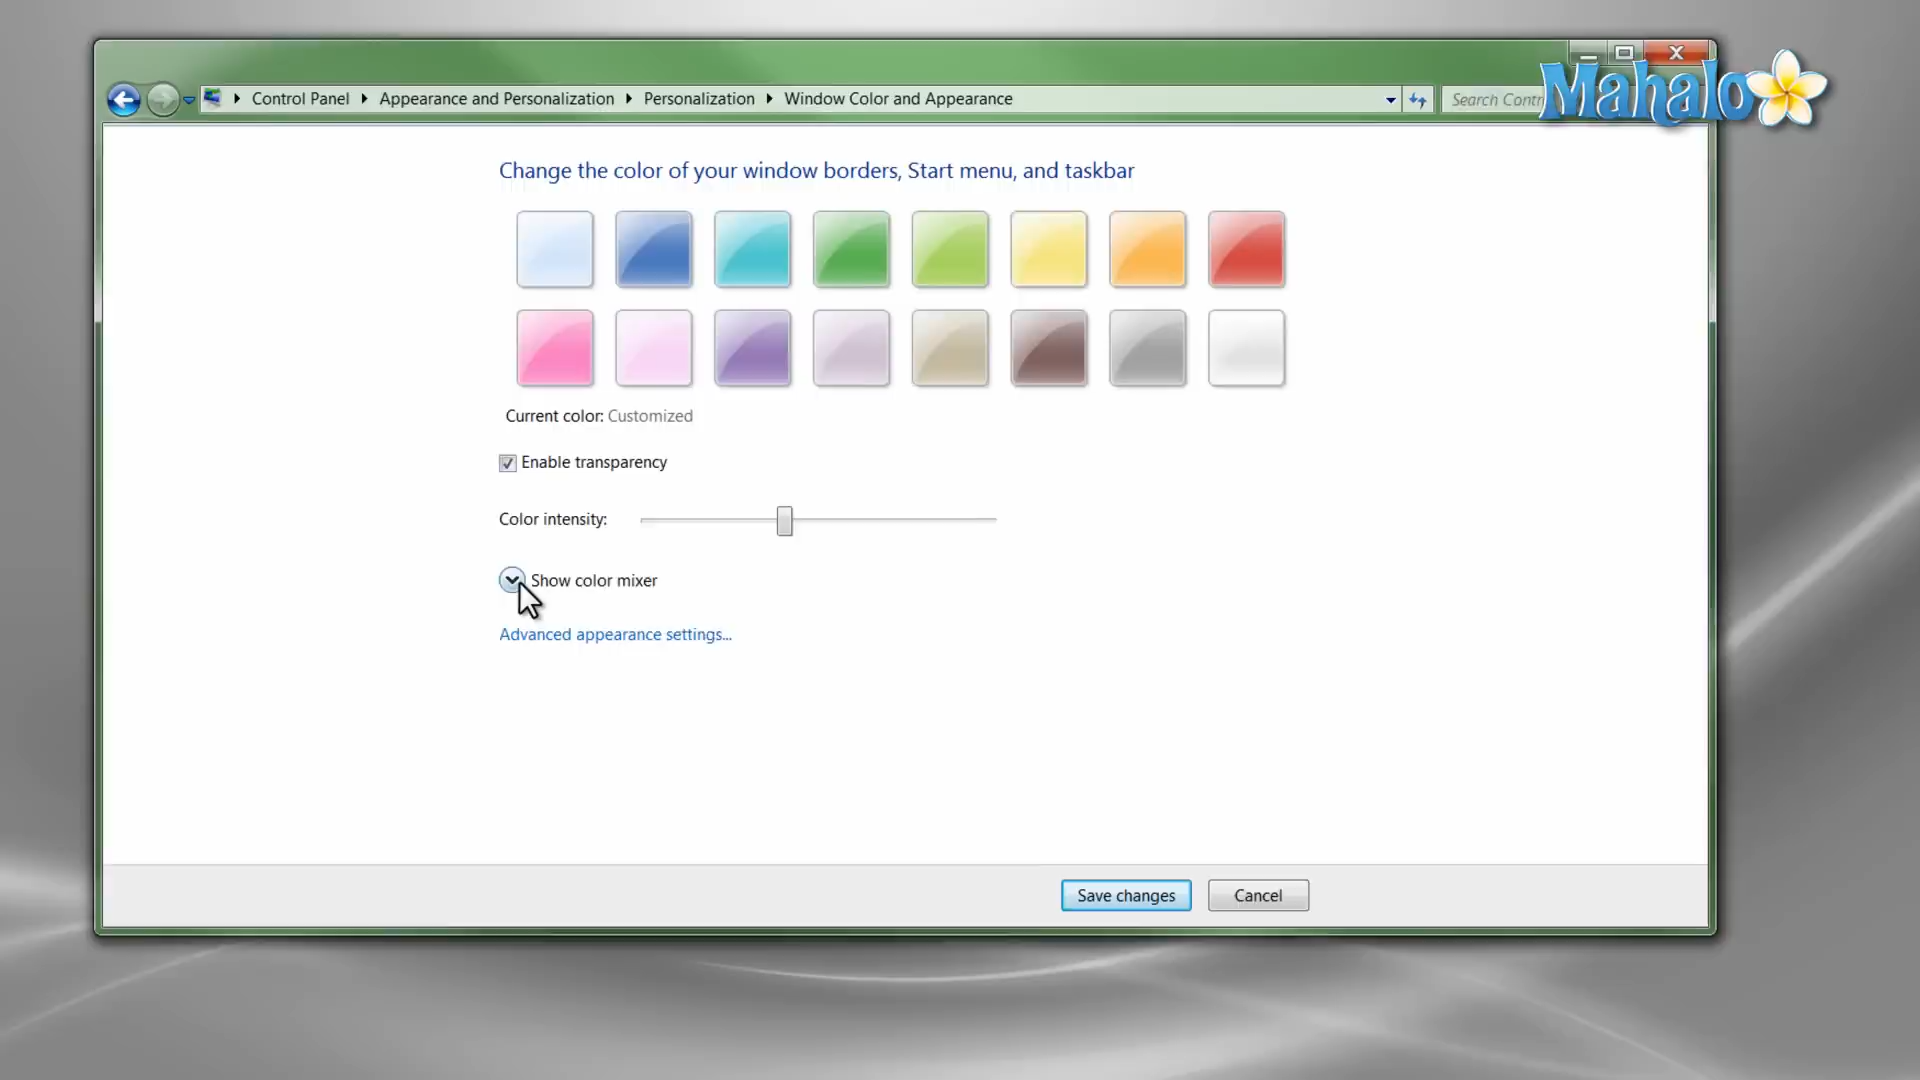 Control Panel Appearance and Personalization Personalization Window Color and Appearance
Search Contr
Mahalo
Change the color of your window borders, Start menu, and taskbar
Current color: Customized
Enable transparency
Color intensity:
Show color mixer
Advanced appearance settings...
Save changes Cancel